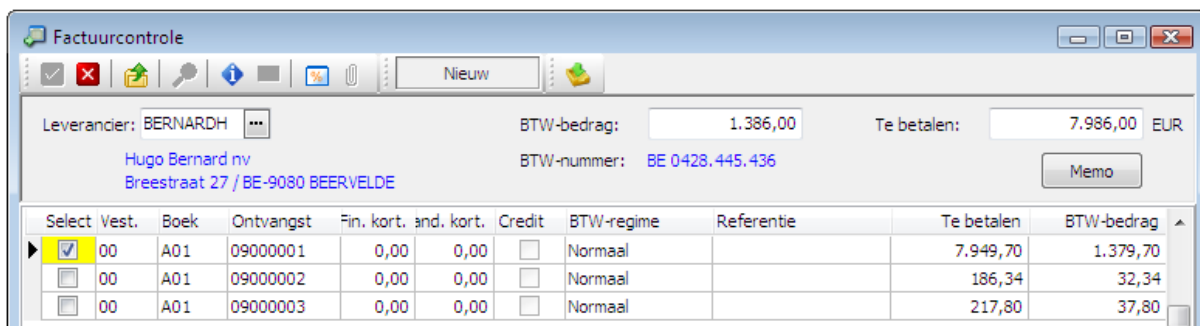 Factuurcontrole
Nieuw
Leverancier: BERNARDH ... BTW-bedrag: 1.386,00 Te betalen: 7.986,00 EUR
Hugo Bernard nv BTW-nummer: BE 0428.445.436
Breestraat 27 / BE-9080 BEERVELDE Memo
Select Vest. Boek Ontvangst Fin. kort. and. kort. Credit BTW-regime Referentie Te betalen BTW-bedrag
00 A01 09000001 0,00 0,00 Normaal 7.949,70 1.379,70
00 A01 09000002 0,00 0,00 Normaal 186,34 32,34
00 A01 09000003 0,00 0,00 Normaal 217,80 37,80